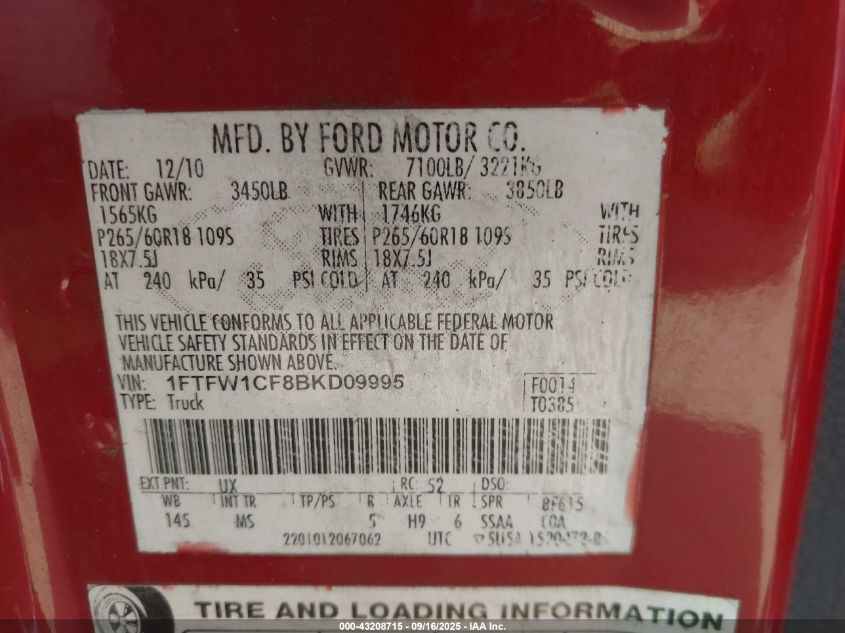 MFD. BY FORD MOTOR CO.
DATE: 12/10 GVWR: 7100LB/ 3221KG
FRONT GAWR: 3450LB REAR GAWR: 3850LB
1565KG WITH 1746KG WITH
P265/60R18 109S TIRES P265/60R18 109S TIRES
18X7.5J RIMS 18X7.5J RIMS
AT 240 kPa/ 35 PSI COLD AT 240 kPa/ 35 PSI COLD
THIS VEHICLE CONFORMS TO ALL APPLICABLE FEDERAL MOTOR
VEHICLE SAFETY STANDARDS IN EFFECT ON THE DATE OF
MANUFACTURE SHOWN ABOVE.
VIN: 1FTFW1CF8BKD09995 F0014
TYPE: Truck T0385
EXT PNT: UX RC: 52 DSO:
WB INT TR TP/PS R AXLE TR SPR 8F615
145 MS 5 H9 6 SSAA
2201012067062 UTC
TIRE AND LOADING INFORMATION
000-43208715 - 09/16/2025 - IAA Inc.